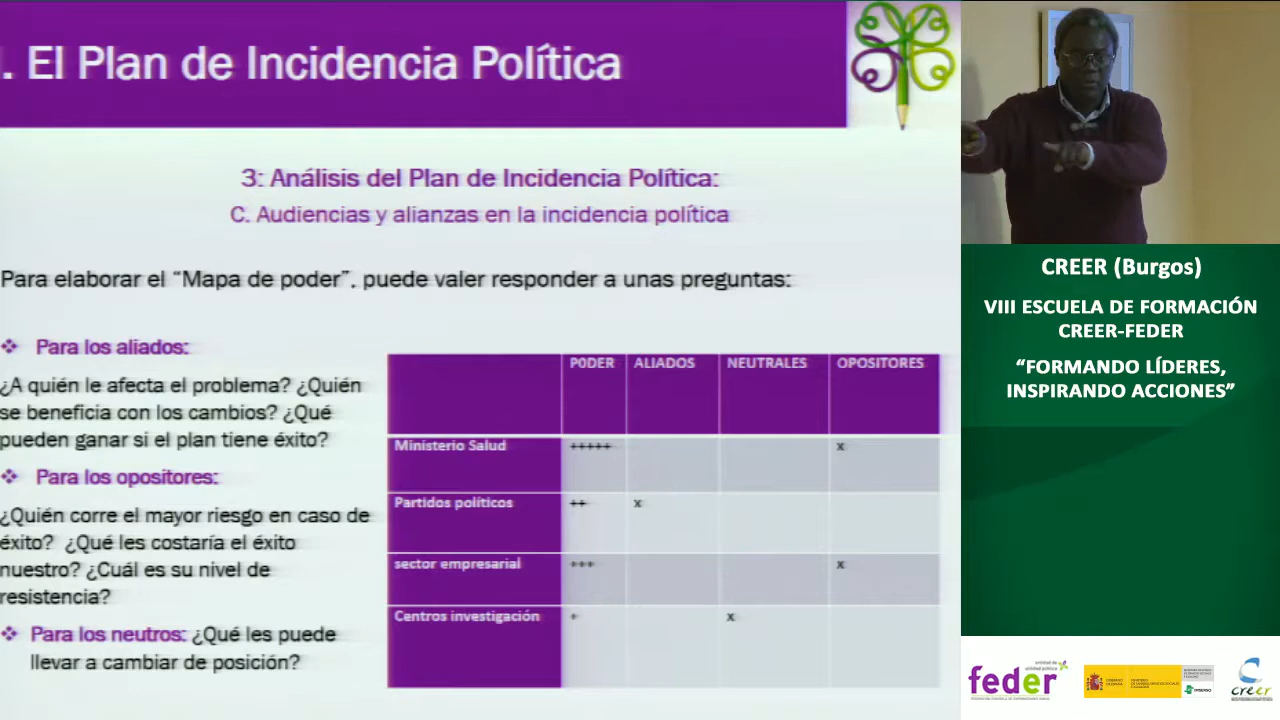 . El Plan de Incidencia Política
3: Análisis del Plan de Incidencia Política:
C. Audiencias y alianzas en la incidencia política
Para elaborar el “Mapa de poder”, puede valer responder a unas preguntas:
Para los aliados:
¿A quién le afecta el problema? ¿Quién
se beneficia con los cambios? ¿Qué
pueden ganar si el plan tiene éxito?
Para los opositores:
¿Quién corre el mayor riesgo en caso de
éxito? ¿Qué les costaría el éxito
nuestro? ¿Cuál es su nivel de
resistencia?
Para los neutros: ¿Qué les puede
llevar a cambiar de posición?
PODER ALIADOS NEUTRALES OPOSITORES
Ministerio Salud +++++ x
Partidos políticos ++ x
sector empresarial +++ x
Centros investigación + x
CREER (Burgos)
VIII ESCUELA DE FORMACIÓN
CREER-FEDER
“FORMANDO LÍDERES,
INSPIRANDO ACCIONES”
feder
creer